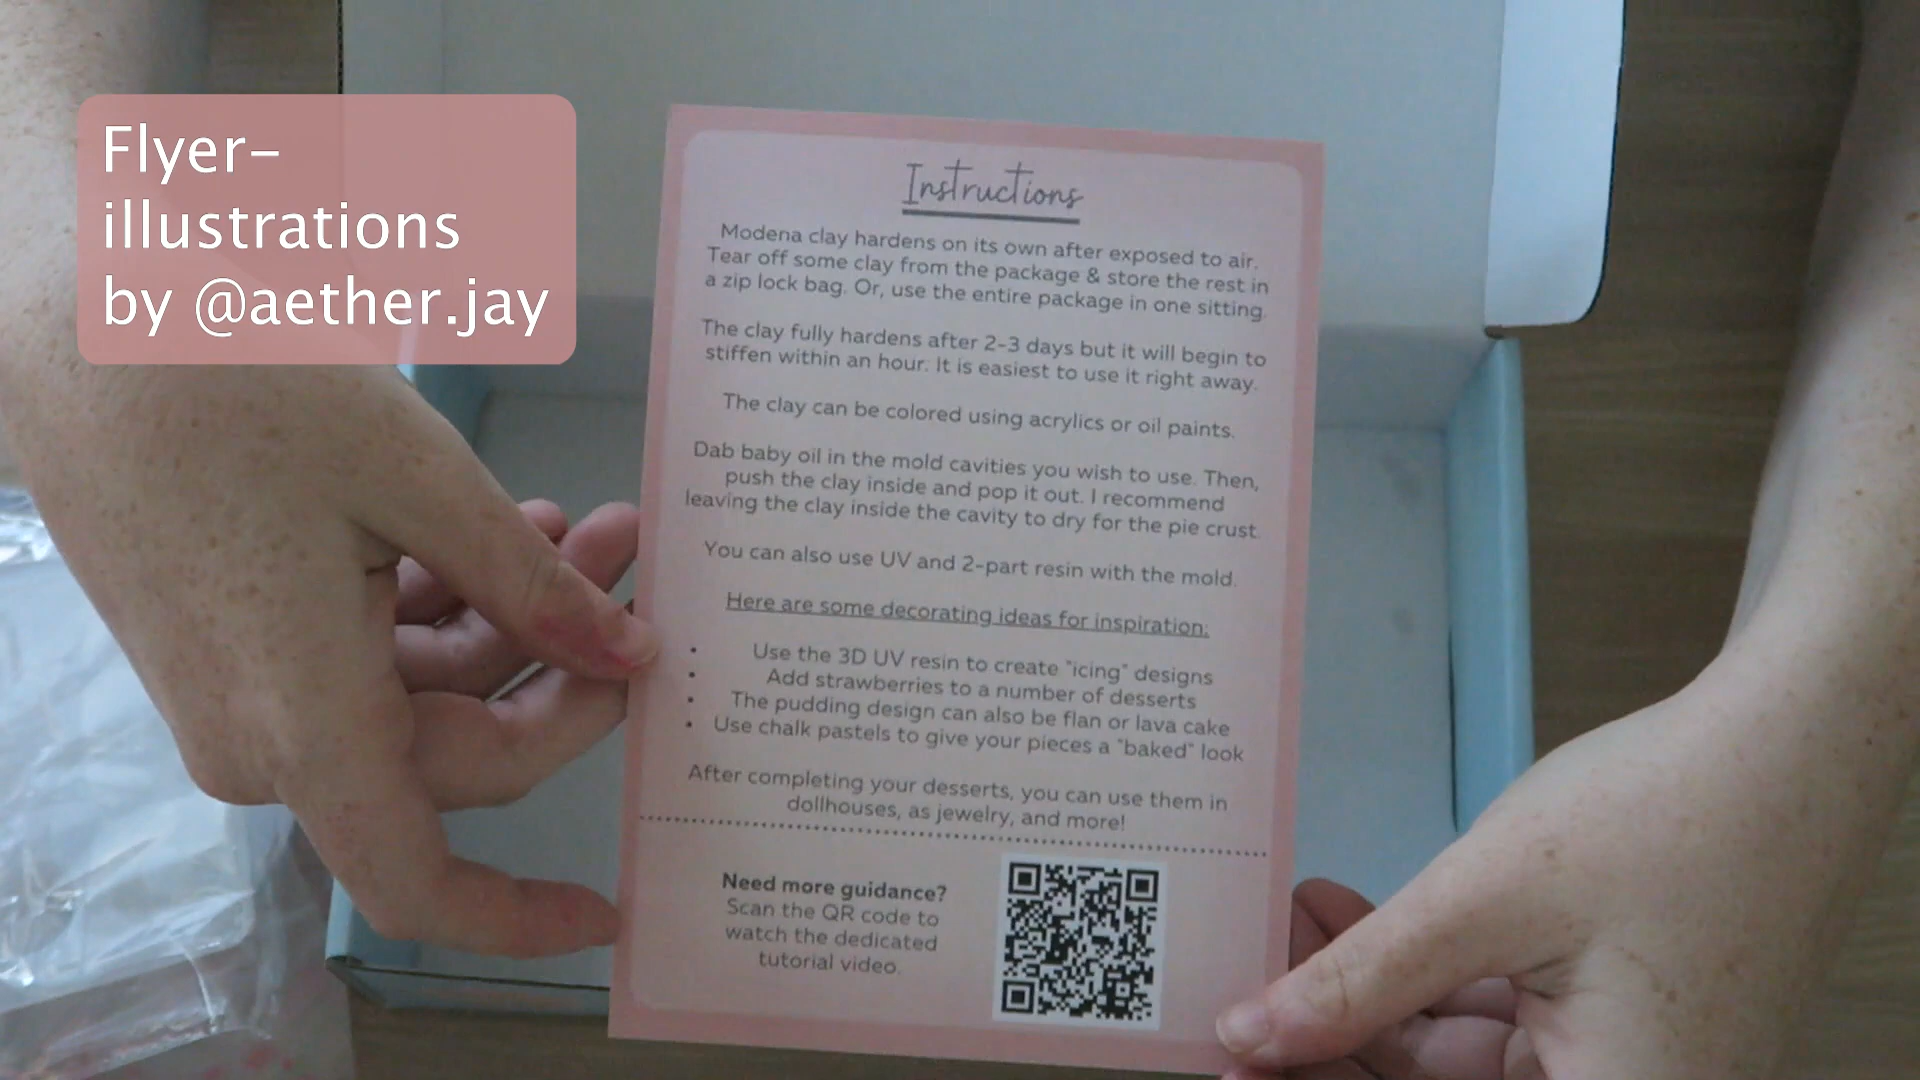 Flyer-
illustrations
by @aether.jay
Instructions
Modena clay hardens on its own after exposed to air.
Tear off some clay from the package & store the rest in
a zip lock bag. Or, use the entire package in one sitting.
The clay fully hardens after 2-3 days but it will begin to
stiffen within an hour. It is easiest to use it right away.
The clay can be colored using acrylics or oil paints.
Dab baby oil in the mold cavities you wish to use. Then,
push the clay inside and pop it out. I recommend
leaving the clay inside the cavity to dry for the pie crust.
You can also use UV and 2-part resin with the mold.
Here are some decorating ideas for inspiration:
• Use the 3D UV resin to create "icing" designs
• Add strawberries to a number of desserts
• The pudding design can also be flan or lava cake
• Use chalk pastels to give your pieces a "baked" look
After completing your desserts, you can use them in
dollhouses, as jewelry, and more!
Need more guidance?
Scan the QR code to
watch the dedicated
tutorial video.